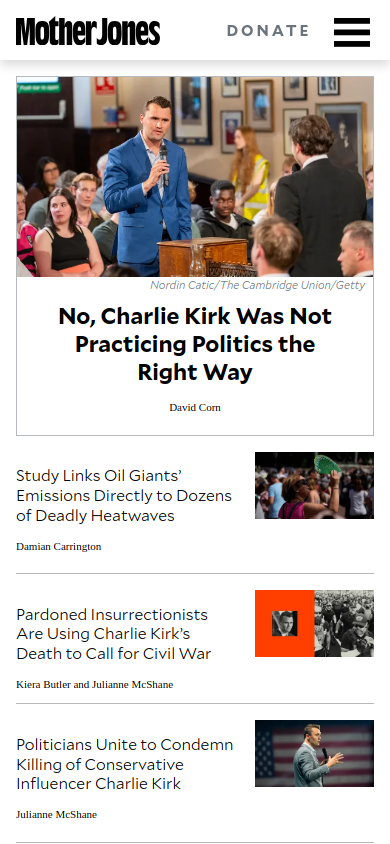 Mother Jones
DONATE
Nordin Catic/The Cambridge Union/Getty
No, Charlie Kirk Was Not
Practicing Politics the
Right Way
David Corn
Study Links Oil Giants’
Emissions Directly to Dozens
of Deadly Heatwaves
Damian Carrington
Pardoned Insurrectionists
Are Using Charlie Kirk’s
Death to Call for Civil War
Kiera Butler and Julianne McShane
Politicians Unite to Condemn
Killing of Conservative
Influencer Charlie Kirk
Julianne McShane